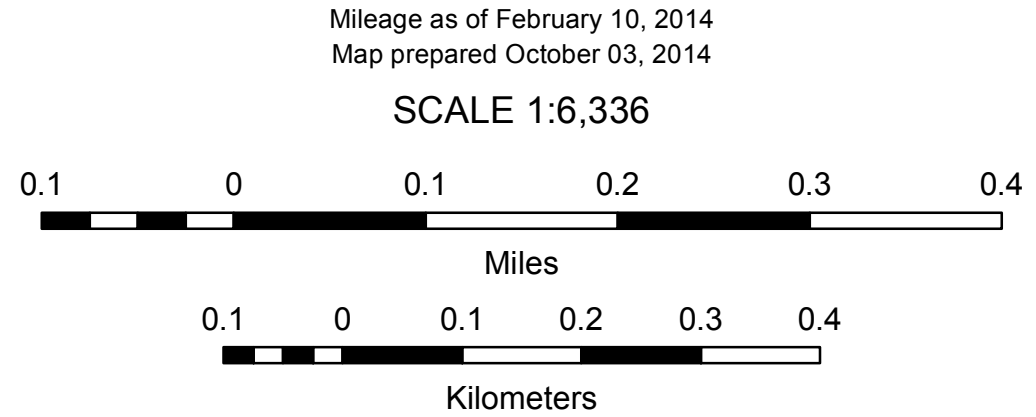 Mileage as of February 10, 2014
Map prepared October 03, 2014
SCALE 1:6,336
0.1 0 0.1 0.2 0.3 0.4
Miles
0.1 0 0.1 0.2 0.3 0.4
Kilometers